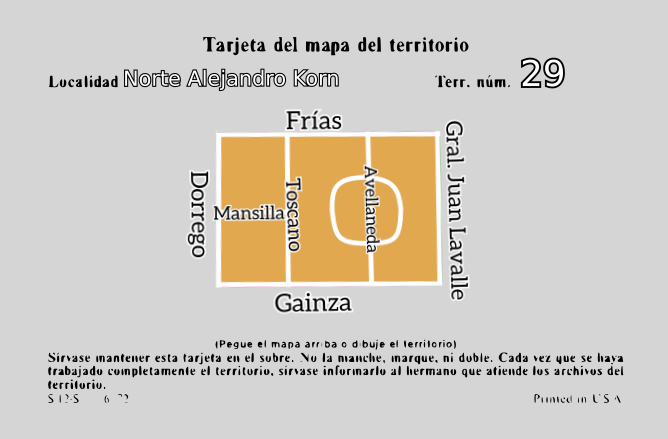 Tarjeta del mapa del territorio
Localidad Norte Alejandro Korn Terr. núm. 29
Frías
Gral. Juan Lavalle
Dorrego
Mansilla
Toscano
Avellaneda
Gainza
(Pegue el mapa arriba o dibuje el territorio)
Sírvase mantener esta tarjeta en el sobre. No la manche, marque, ni doble. Cada vez que se haya
trabajado completamente el territorio, sírvase informarlo al hermano que atiende los archivos del
territorio.
S-12-S 6-72 Printed in U.S.A.